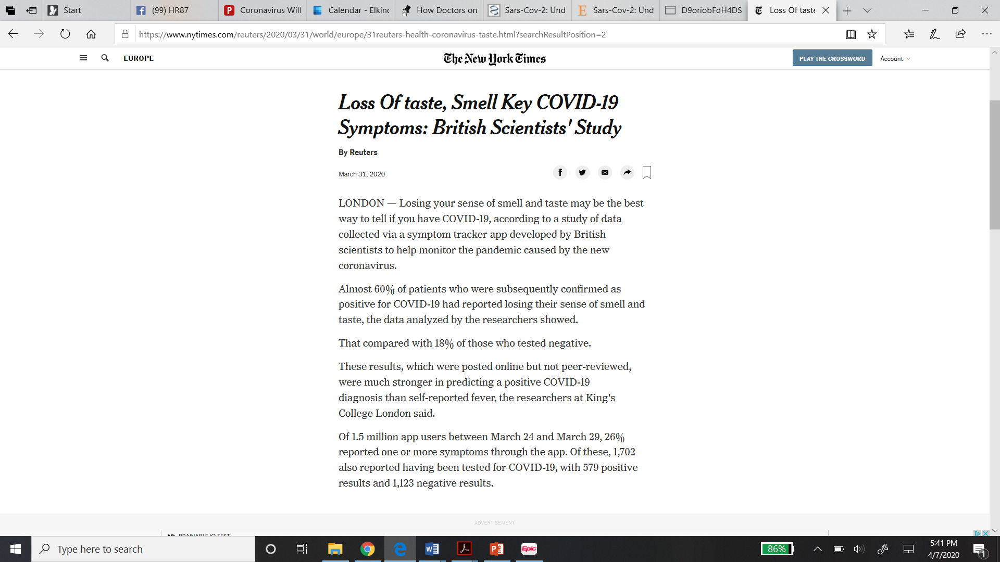 Start
(99) HR87
Coronavirus Will
Calendar - Elkinc
How Doctors on
Sars-Cov-2: Und
Sars-Cov-2: Und
D9oriobFdH4DS
Loss Of taste
https://www.nytimes.com/reuters/2020/03/31/world/europe/31reuters-health-coronavirus-taste.html?searchResultPosition=2
EUROPE
The New York Times
PLAY THE CROSSWORD
Account
Loss Of taste, Smell Key COVID-19
Symptoms: British Scientists' Study
By Reuters
March 31, 2020
LONDON — Losing your sense of smell and taste may be the best
way to tell if you have COVID-19, according to a study of data
collected via a symptom tracker app developed by British
scientists to help monitor the pandemic caused by the new
coronavirus.
Almost 60% of patients who were subsequently confirmed as
positive for COVID-19 had reported losing their sense of smell and
taste, the data analyzed by the researchers showed.
That compared with 18% of those who tested negative.
These results, which were posted online but not peer-reviewed,
were much stronger in predicting a positive COVID-19
diagnosis than self-reported fever, the researchers at King's
College London said.
Of 1.5 million app users between March 24 and March 29, 26%
reported one or more symptoms through the app. Of these, 1,702
also reported having been tested for COVID-19, with 579 positive
results and 1,123 negative results.
ADVERTISEMENT
AD BRAINABLE IQ TEST
Type here to search
Epic
86%
5:41 PM
4/7/2020
1